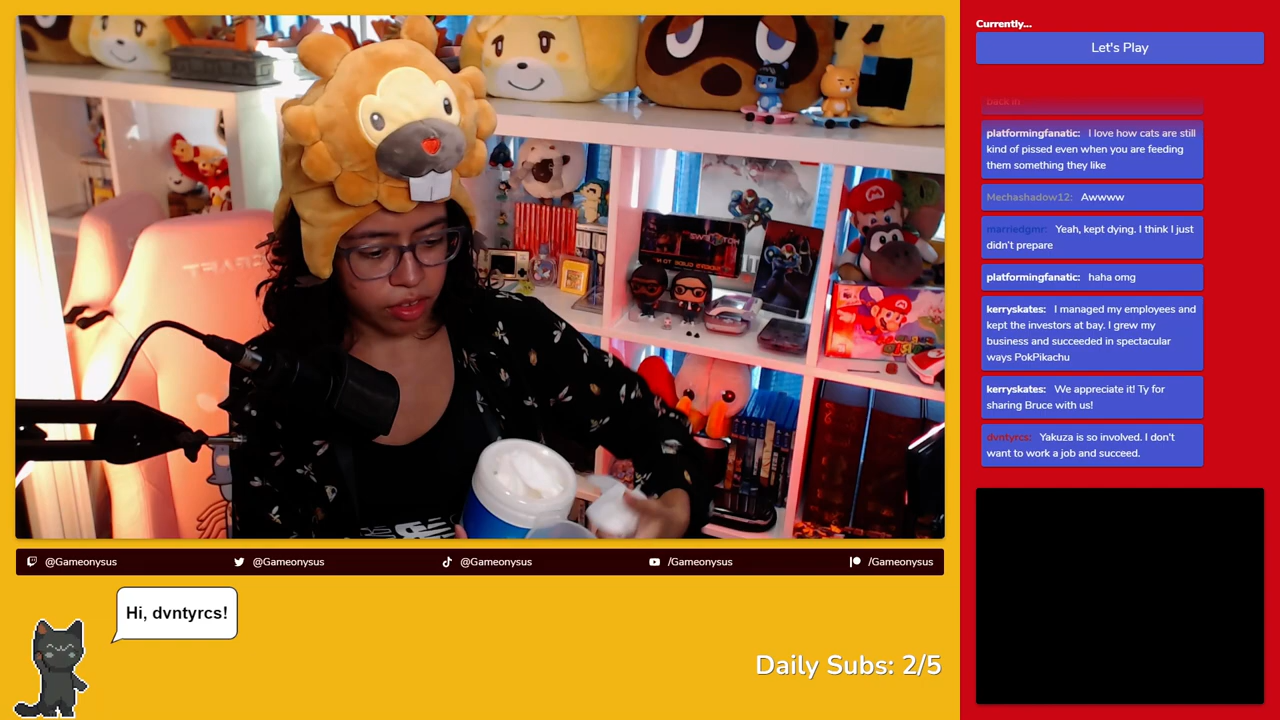 Currently...
Let's Play
back in
platformingfanatic: I love how cats are still
kind of pissed even when you are feeding
them something they like
Mechashadow12: Awwww
marriedgmr: Yeah, kept dying. I think I just
didn't prepare
platformingfanatic: haha omg
kerryskates: I managed my employees and
kept the investors at bay. I grew my
business and succeeded in spectacular
ways PokPikachu
kerryskates: We appreciate it! Ty for
sharing Bruce with us!
dvntyrcs: Yakuza is so involved. I don't
want to work a job and succeed.
@Gameonysus
@Gameonysus
@Gameonysus
/Gameonysus
/Gameonysus
Hi, dvntyrcs!
Daily Subs: 2/5